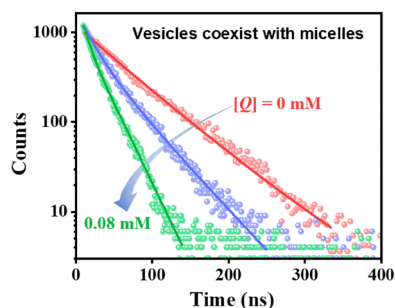 Vesicles coexist with micelles
1000
[Q] = 0 mM
Counts
100
10
0.08 mM
0 100 200 300 400
Time (ns)